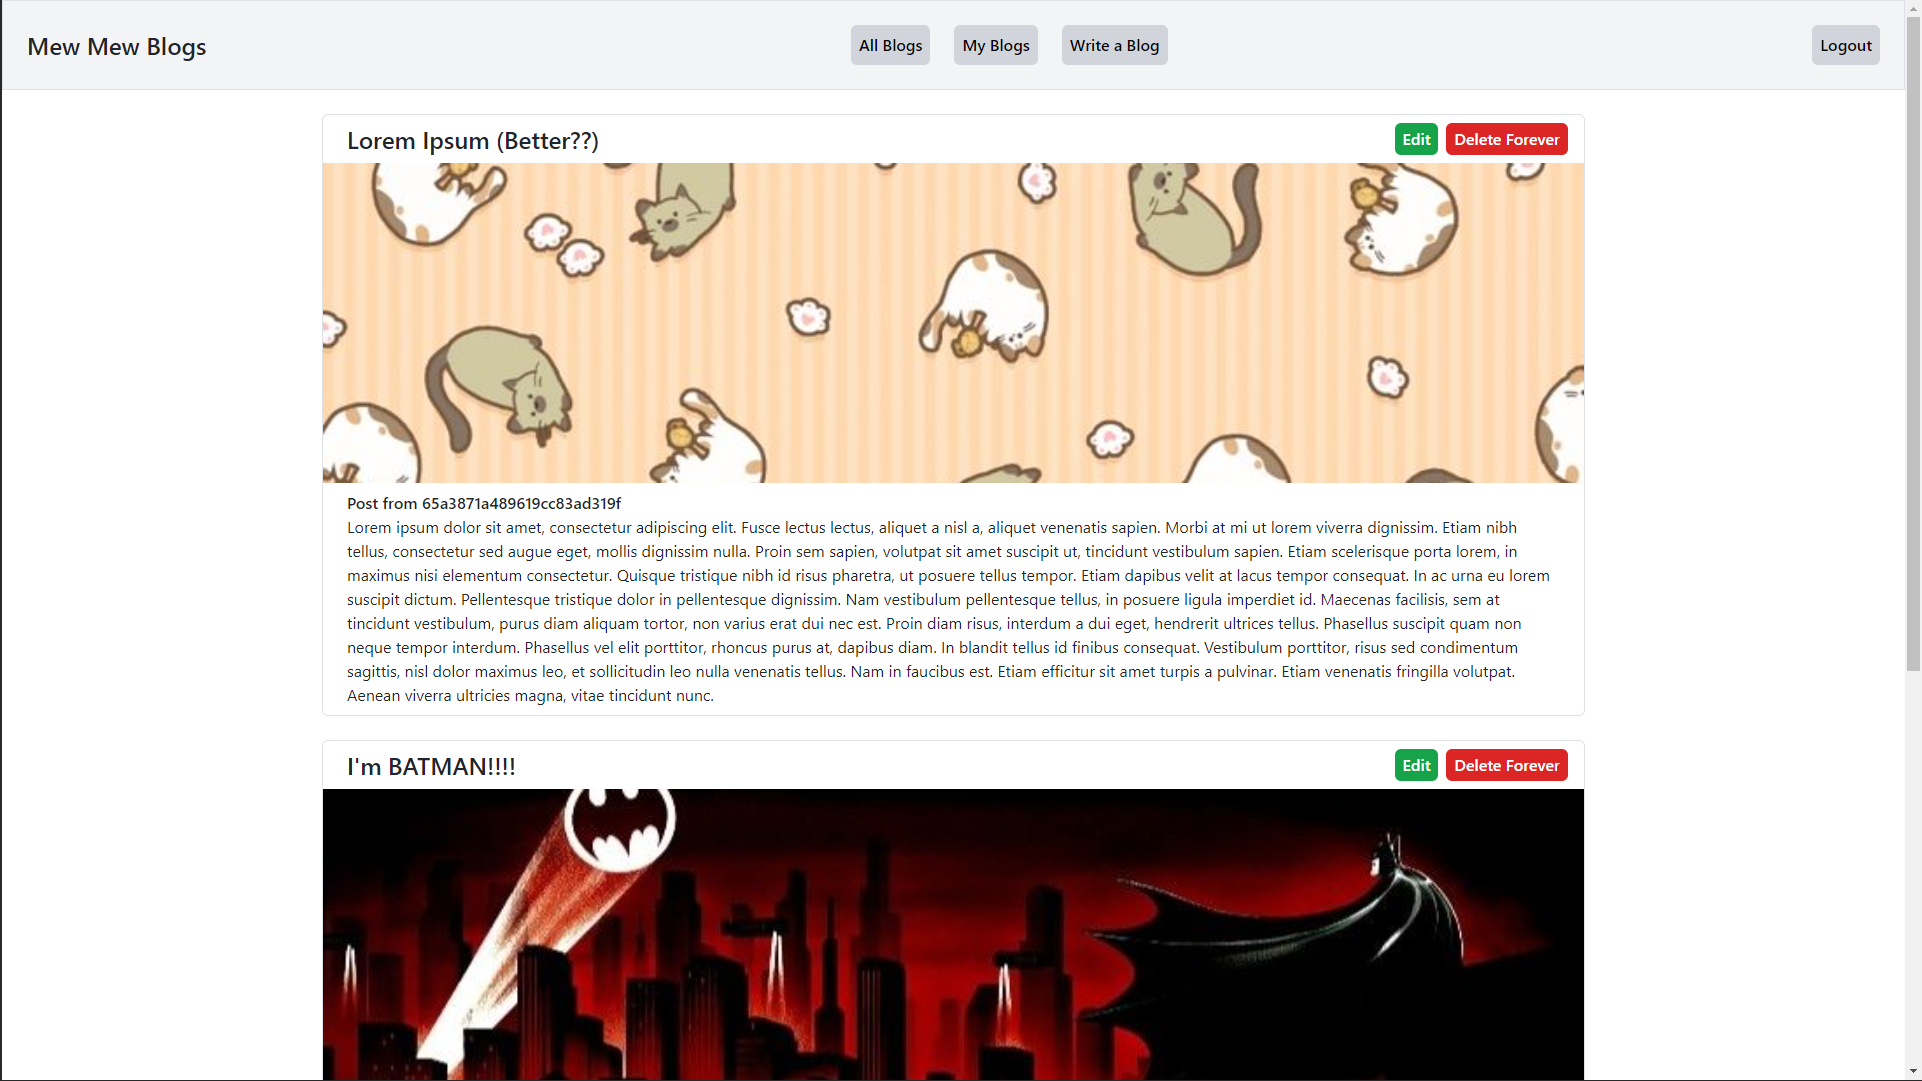 Mew Mew Blogs
All Blogs
My Blogs
Write a Blog
Logout
Lorem Ipsum (Better??)
Edit
Delete Forever
Post from 65a3871a489619cc83ad319f
Lorem ipsum dolor sit amet, consectetur adipiscing elit. Fusce lectus lectus, aliquet a nisl a, aliquet venenatis sapien. Morbi at mi ut lorem viverra dignissim. Etiam nibh
tellus, consectetur sed augue eget, mollis dignissim nulla. Proin sem sapien, volutpat sit amet suscipit ut, tincidunt vestibulum sapien. Etiam scelerisque porta lorem, in
maximus nisi elementum consectetur. Quisque tristique nibh id risus pharetra, ut posuere tellus tempor. Etiam dapibus velit at lacus tempor consequat. In ac urna eu lorem
suscipit dictum. Pellentesque tristique dolor in pellentesque dignissim. Nam vestibulum pellentesque tellus, in posuere ligula imperdiet id. Maecenas facilisis, sem at
tincidunt vestibulum, purus diam aliquam tortor, non varius erat dui nec est. Proin diam risus, interdum a dui eget, hendrerit ultrices tellus. Phasellus suscipit quam non
neque tempor interdum. Phasellus vel elit porttitor, rhoncus purus at, dapibus diam. In blandit tellus id finibus consequat. Vestibulum porttitor, risus sed condimentum
sagittis, nisl dolor maximus leo, et sollicitudin leo nulla venenatis tellus. Nam in faucibus est. Etiam efficitur sit amet turpis a pulvinar. Etiam venenatis fringilla volutpat.
Aenean viverra ultricies magna, vitae tincidunt nunc.
I'm BATMAN!!!!
Edit
Delete Forever